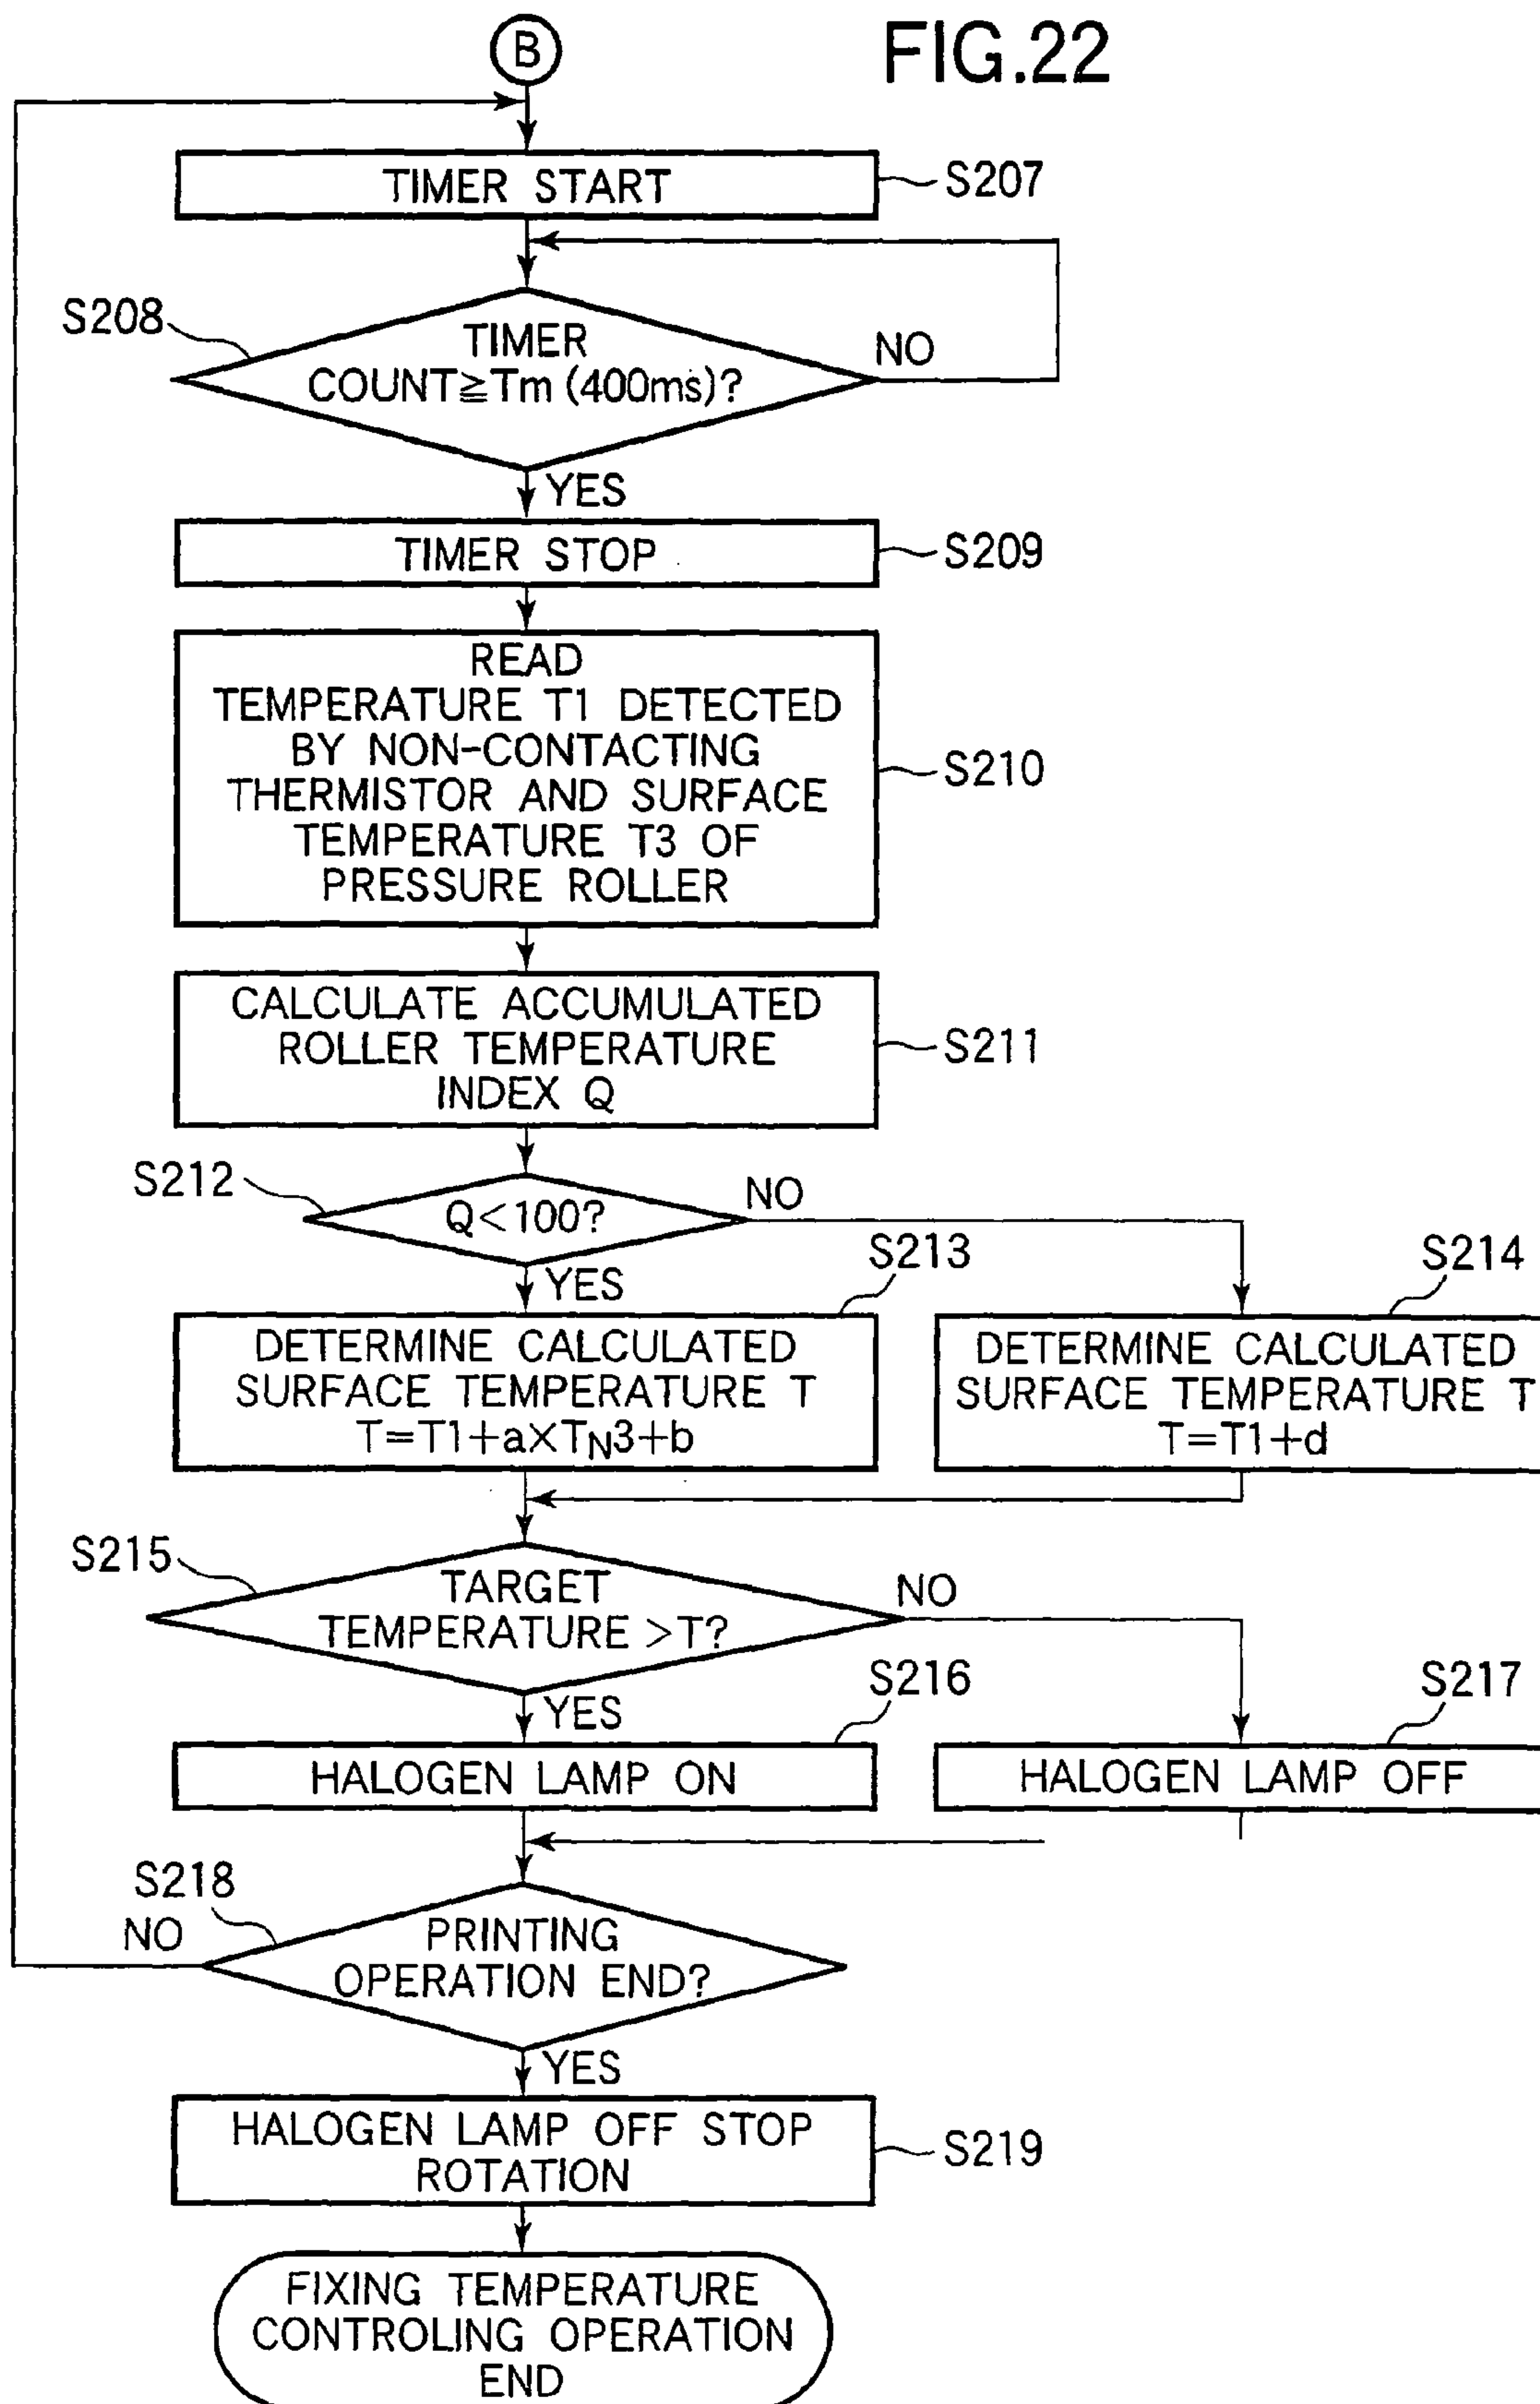 FIG.22
B
TIMER START
S207
S208
TIMER
COUNT≧Tm (400ms)?
NO
YES
TIMER STOP
S209
READ
TEMPERATURE T1 DETECTED
BY NON-CONTACTING
THERMISTOR AND SURFACE
TEMPERATURE T3 OF
PRESSURE ROLLER
S210
CALCULATE ACCUMULATED
ROLLER TEMPERATURE
INDEX Q
S211
S212
Q<100?
NO
YES
S213
DETERMINE CALCULATED
SURFACE TEMPERATURE T
T=T1+a×TN3+b
S214
DETERMINE CALCULATED
SURFACE TEMPERATURE T
T=T1+d
S215
TARGET
TEMPERATURE >T?
NO
YES
S216
HALOGEN LAMP ON
S217
HALOGEN LAMP OFF
S218
NO
PRINTING
OPERATION END?
YES
HALOGEN LAMP OFF STOP
ROTATION
S219
FIXING TEMPERATURE
CONTROLING OPERATION
END